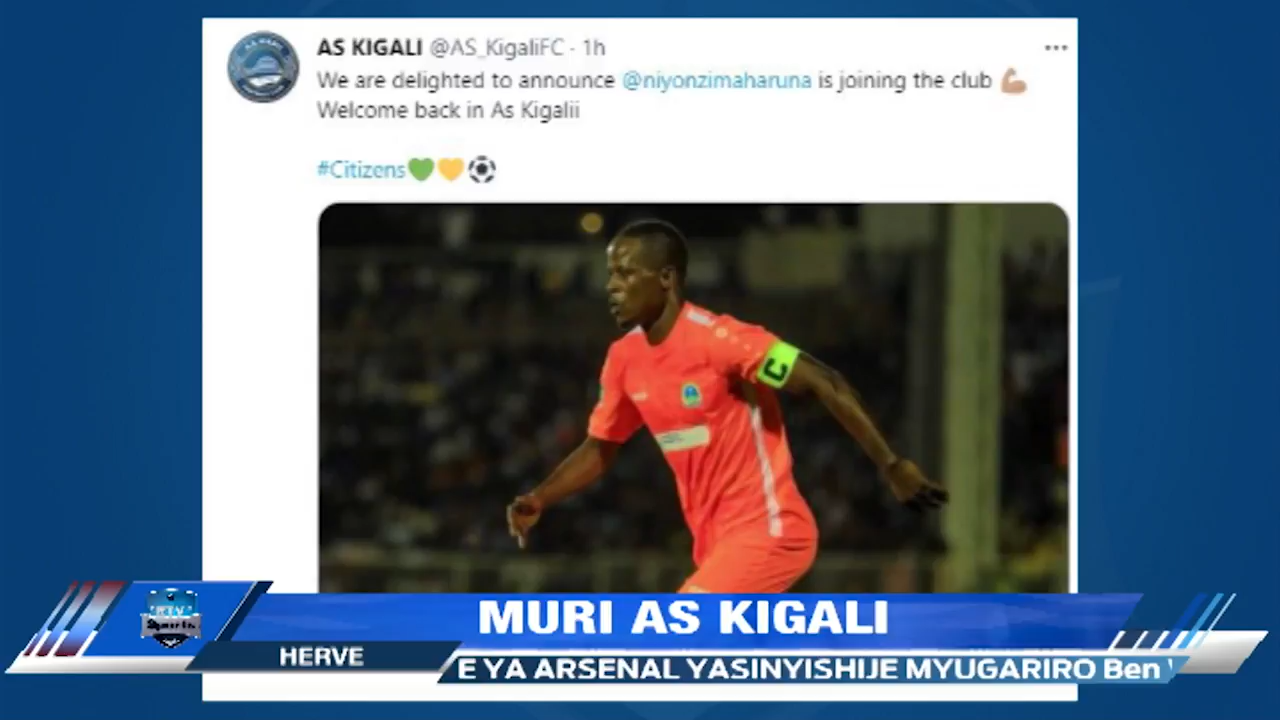 AS KIGALI @AS_KigaliFC · 1h
We are delighted to announce @niyonzimaharuna is joining the club
Welcome back in As Kigalii
#Citizens
C
MURI AS KIGALI
HERVE
E YA ARSENAL YASINYISHIJE MYUGARIRO Ben